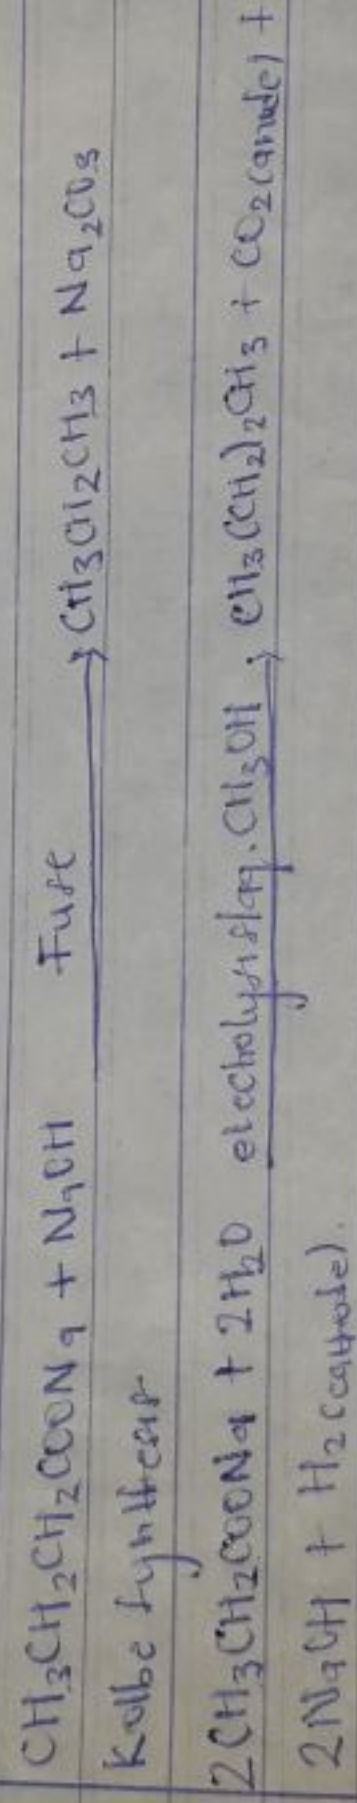 CH₃CH₂CH₂COONa + NaOH Fuse → CH₃CH₂CH₃ + Na₂CO₃
Kolbe Synthesis
2CH₃CH₂COONa + 2H₂O electrolysis/aq. CH₃OH → CH₃(CH₂)₂CH₃ + CO₂(anode) +
2NaOH + H₂(cathode).